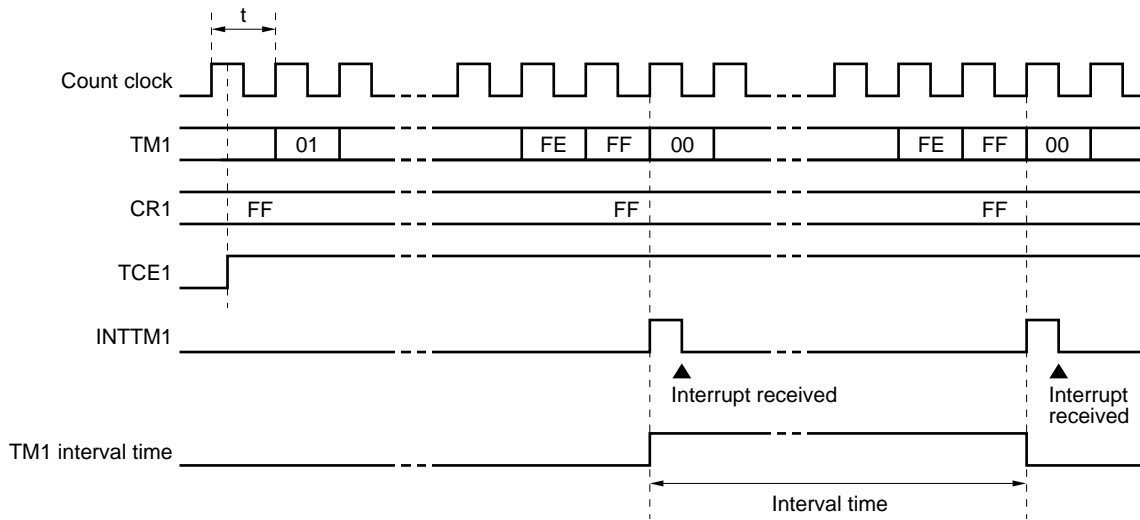 t
Count clock
TM1
01
FE
FF
00
FE
FF
00
CR1
FF
FF
FF
TCE1
INTTM1
Interrupt received
Interrupt
received
TM1 interval time
Interval time